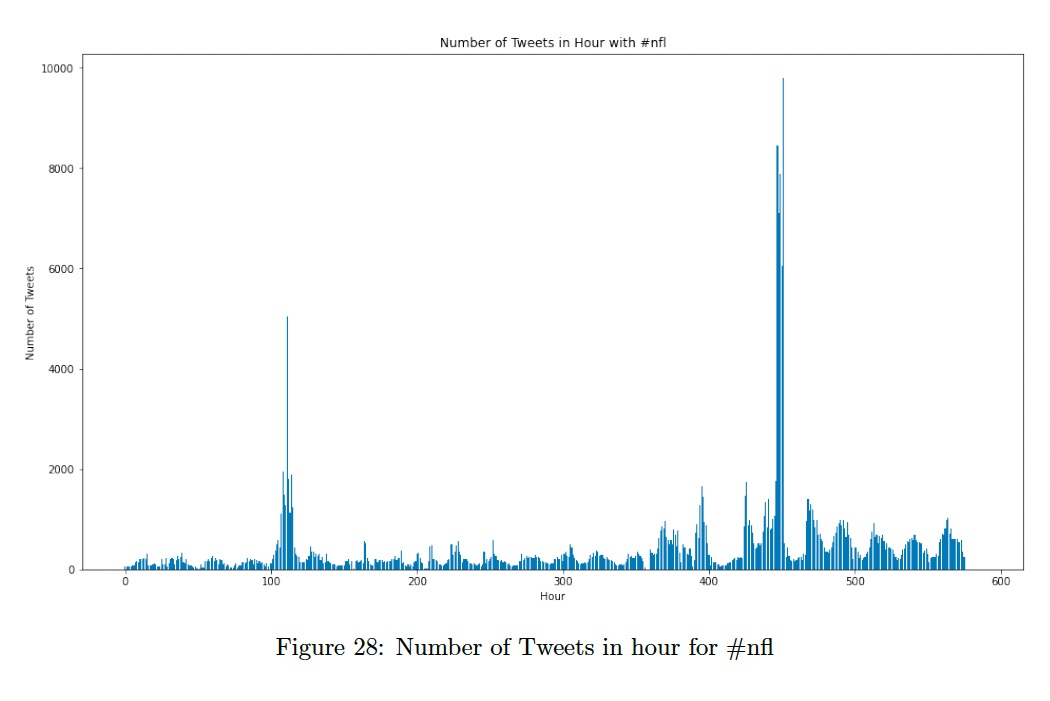 Number of Tweets in Hour with #nfl
10000
8000
6000
4000
2000
0
Number of Tweets
0 100 200 300 400 500 600
Hour
Figure 28: Number of Tweets in hour for #nfl